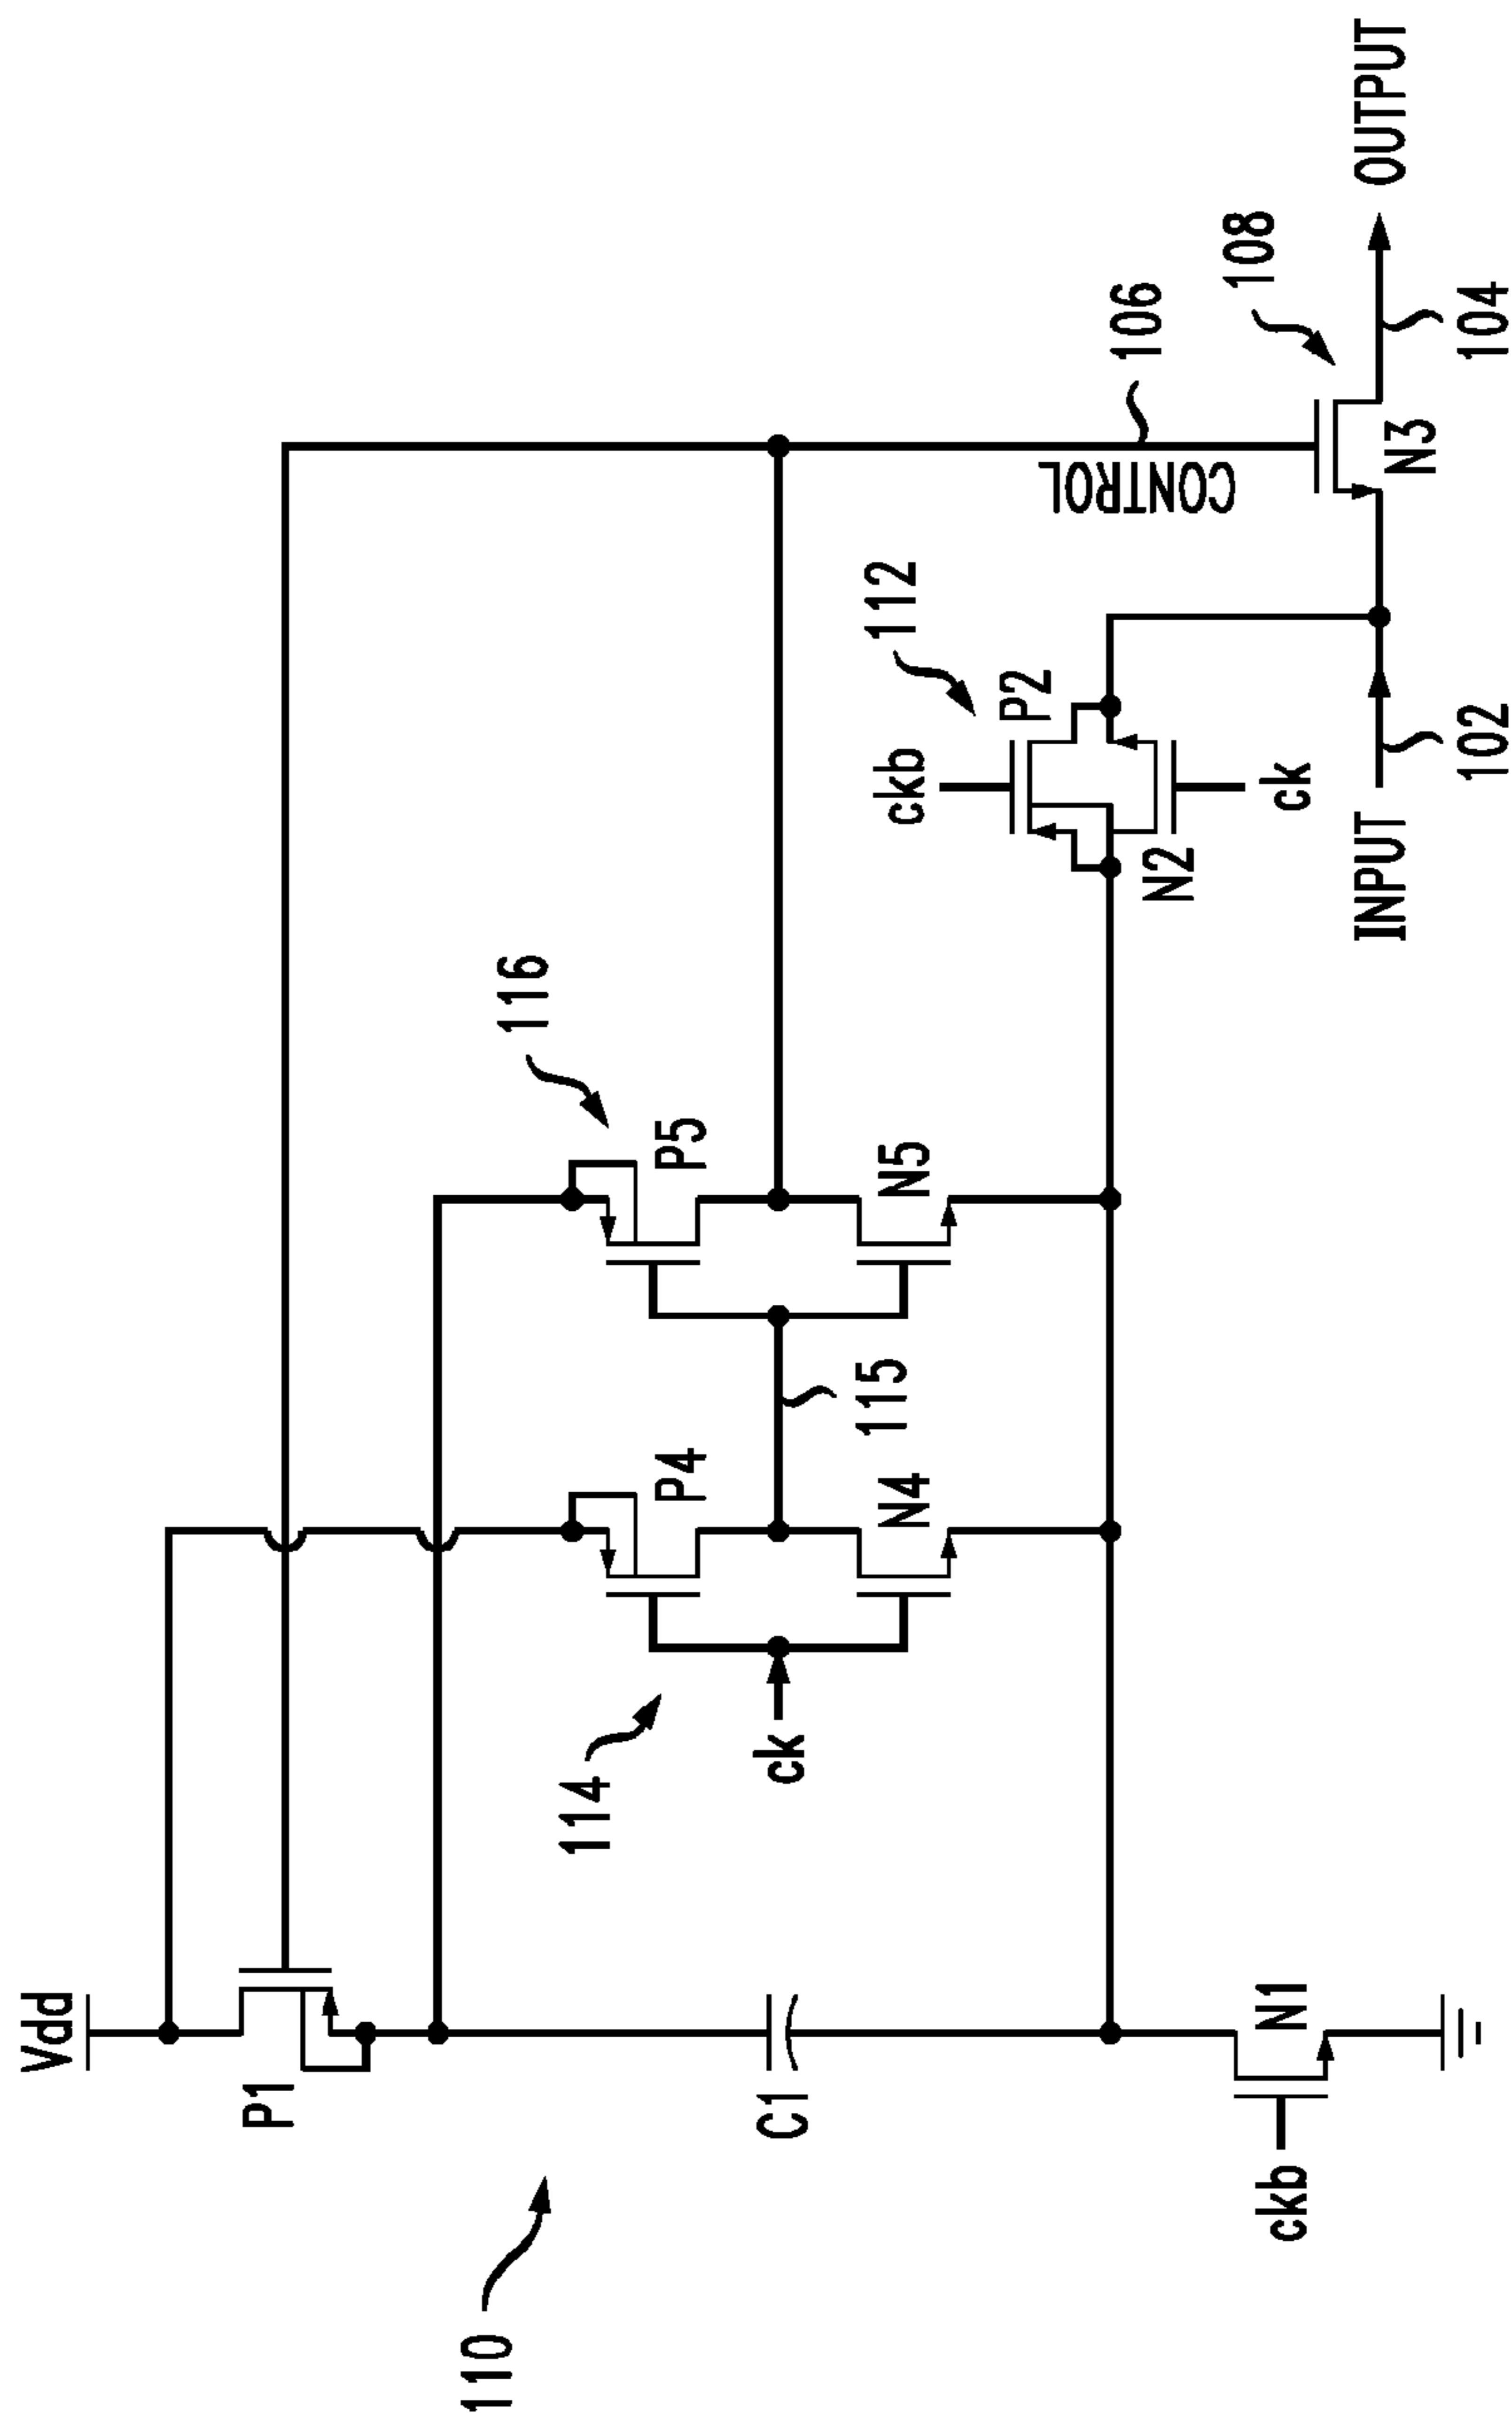 Vdd
P1
110
C1
ckb
N1
114
ck
P4
N4
115
116
P5
N5
112
ckb
P2
N2
ck
CONTROL
106
108
N3
INPUT
102
104
OUTPUT